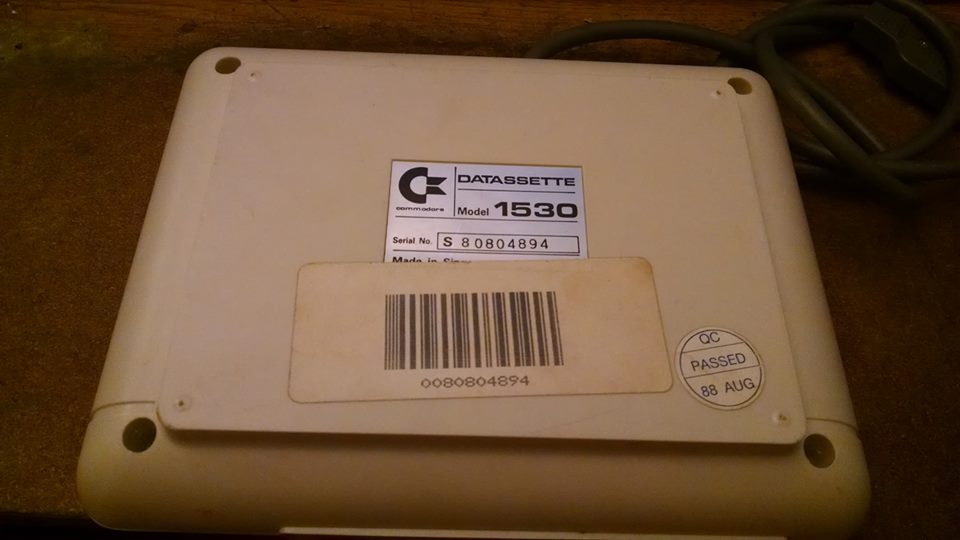 commodore
DATASSETTE
Model 1530
Serial No. S 80804894
Made in
0080804894
QC
PASSED
88 AUG